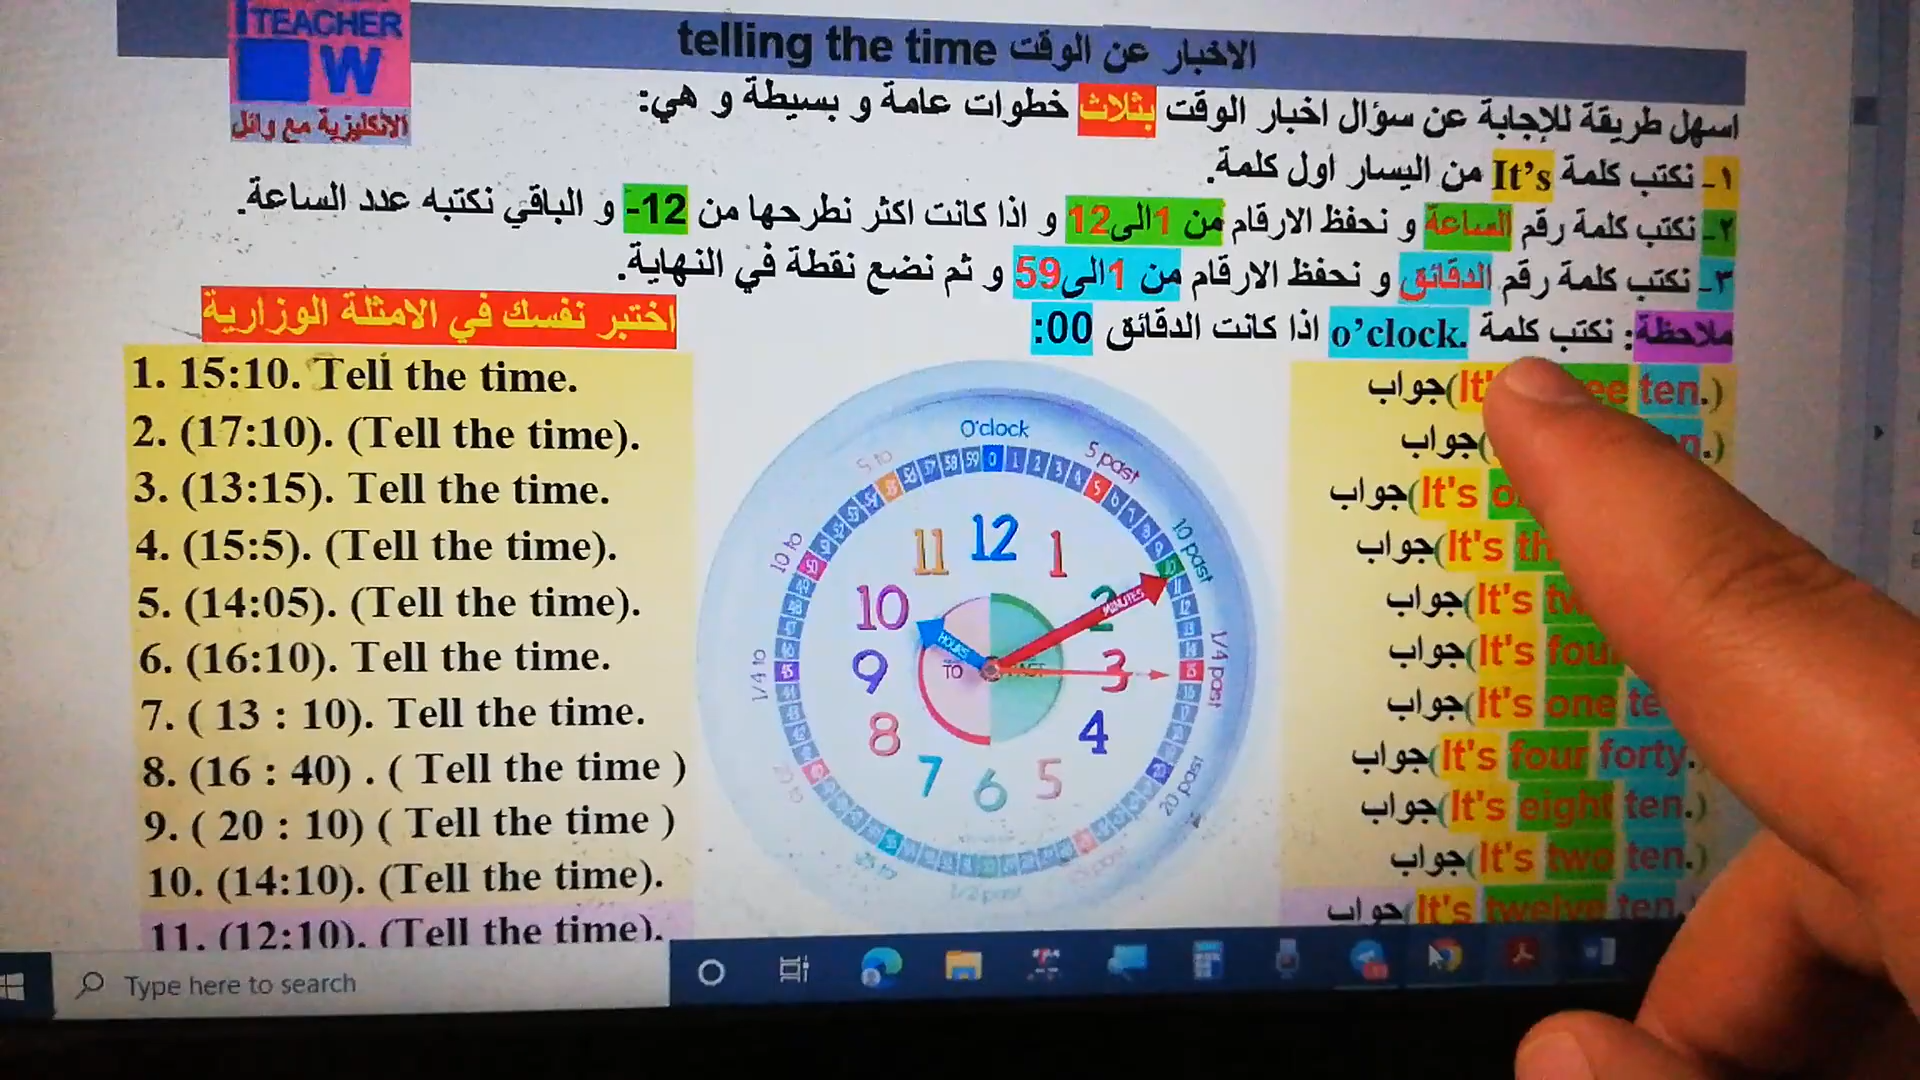 TEACHER
W
الانكليزية مع وائل
الاخبار عن الوقت telling the time
اسهل طريقة للإجابة عن سؤال اخبار الوقت بثلاث خطوات عامة و بسيطة و هي:
١- نكتب كلمة It's من اليسار اول كلمة.
٢- نكتب كلمة رقم الساعة و نحفظ الارقام من 1الى12 و اذا كانت اكثر نطرحها من 12- و الباقي نكتبه عدد الساعة.
٣- نكتب كلمة رقم الدقائق و نحفظ الارقام من 1الى59 و ثم نضع نقطة في النهاية.
ملاحظة: نكتب كلمة o'clock. اذا كانت الدقائق 00:
اختبر نفسك في الامثلة الوزارية
1. 15:10. Tell the time.
2. (17:10). (Tell the time).
3. (13:15). Tell the time.
4. (15:5). (Tell the time).
5. (14:05). (Tell the time).
6. (16:10). Tell the time.
7. ( 13 : 10). Tell the time.
8. (16 : 40) . ( Tell the time )
9. ( 20 : 10) ( Tell the time )
10. (14:10). (Tell the time).
11. (12:10). (Tell the time).
O'clock
5 past
10 past
1/4 past
20 past
1/2 past
1/4 to
10 to
5 to
12
1
2
3
4
5
6
7
8
9
10
11
HOURS
MINUTES
TO
جواب( ten.)
جواب(
جواب(It's
جواب(It's
جواب(It's
جواب(It's
جواب(It's one
جواب(It's four forty.
جواب(It's eight ten.)
جواب(It's two ten.)
جواب(It's twelve ten.
Type here to search